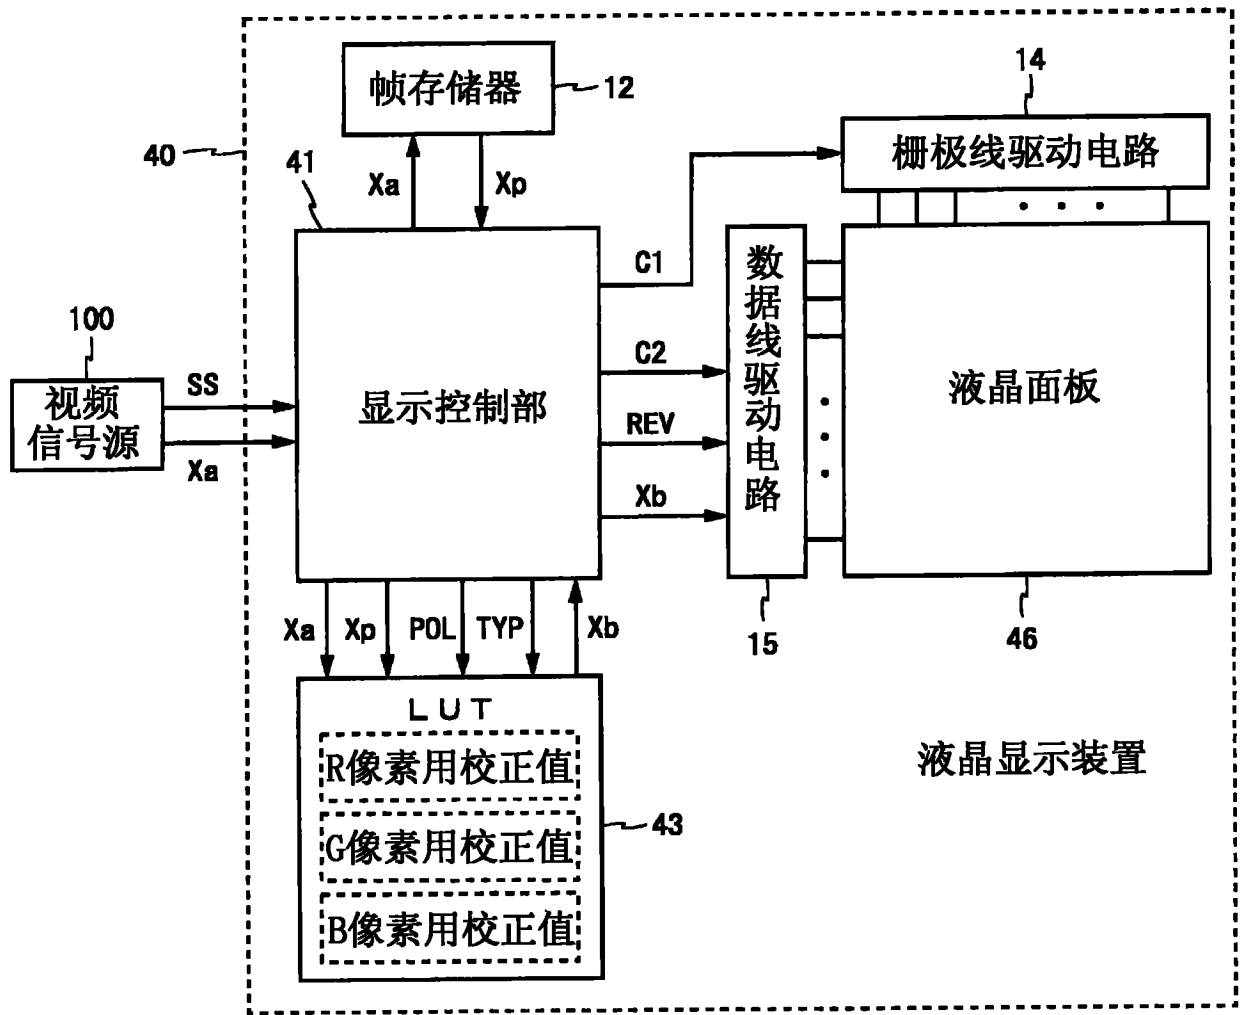 帧存储器
12
14
栅极线驱动电路
40
41
Xa
Xp
C1
数据线驱动电路
100
视频
信号源
SS
Xa
显示控制部
C2
REV
Xb
液晶面板
15
46
Xa
Xp
POL
TYP
Xb
LUT
R像素用校正值
G像素用校正值
B像素用校正值
43
液晶显示装置